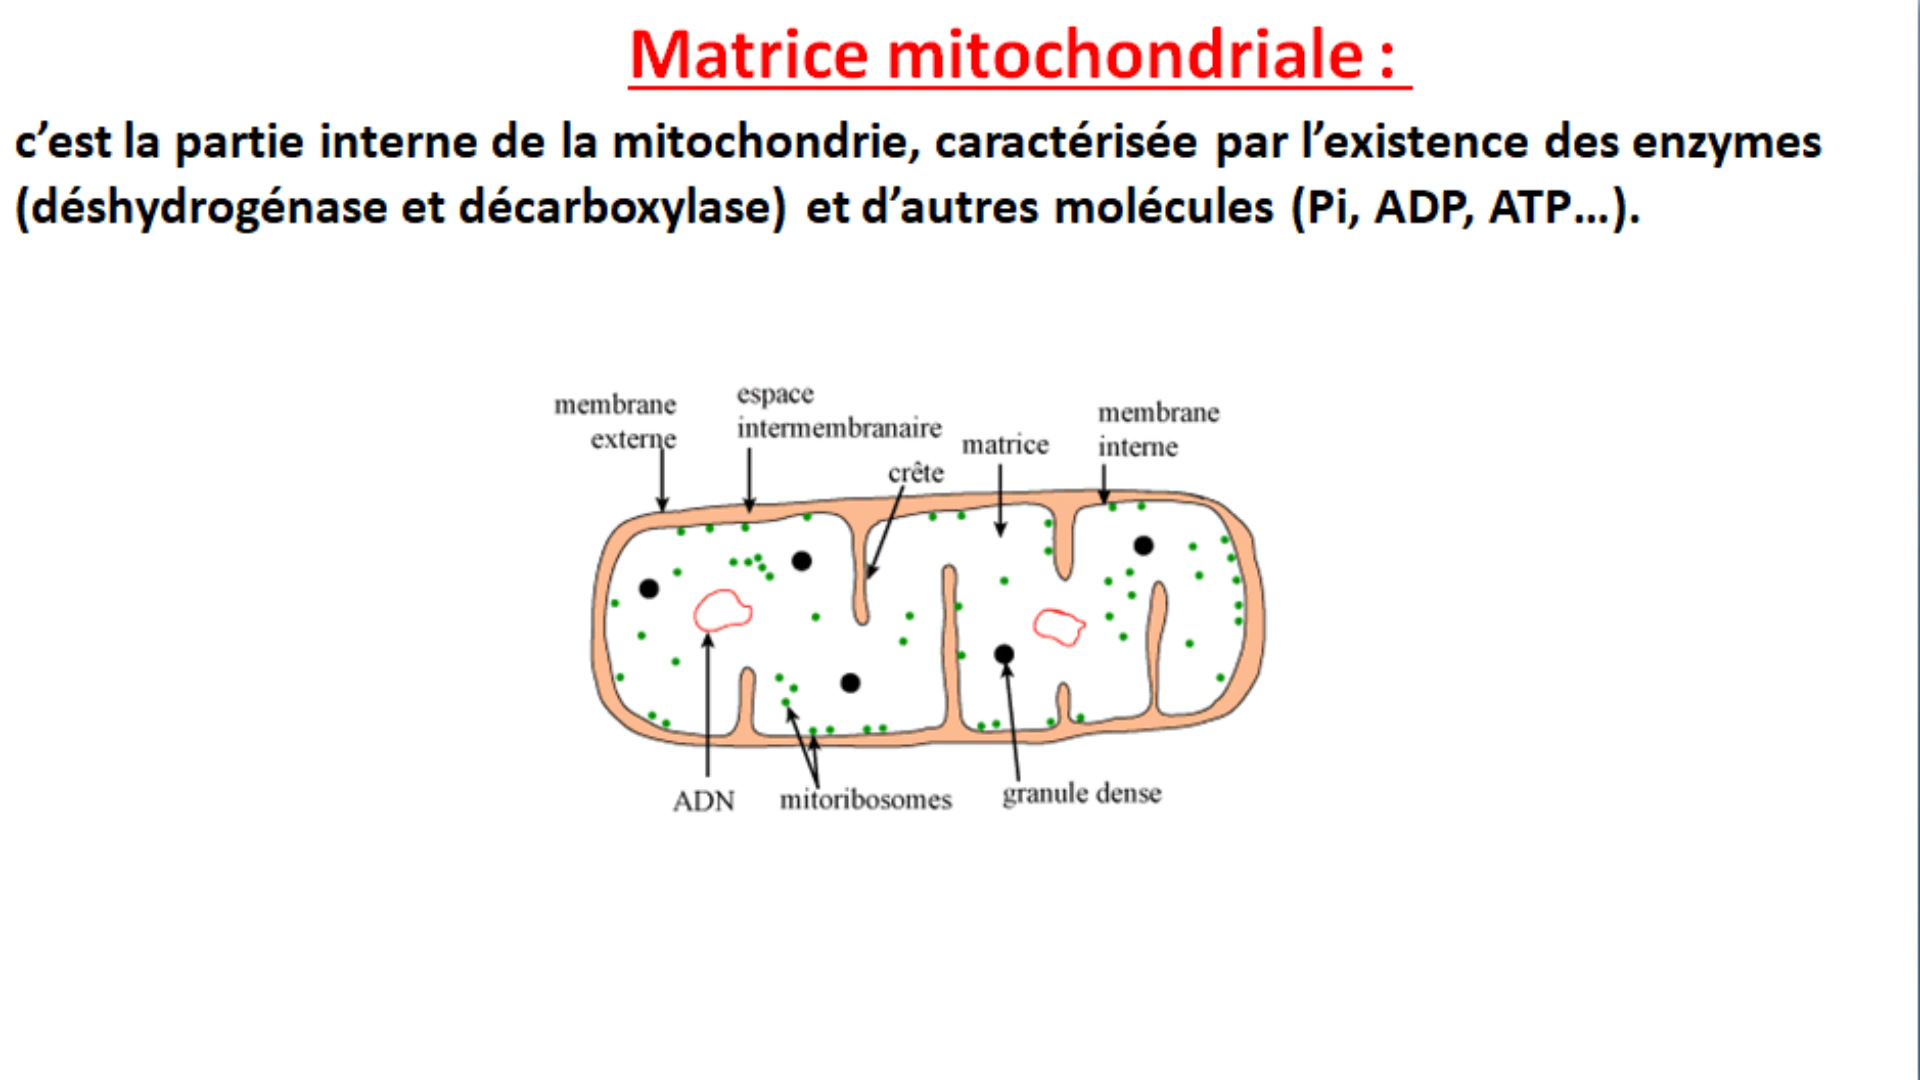 Matrice mitochondriale :
c’est la partie interne de la mitochondrie, caractérisée par l’existence des enzymes
(déshydrogénase et décarboxylase) et d’autres molécules (Pi, ADP, ATP...).
membrane
externe
espace
intermembranaire
crête
matrice
membrane
interne
ADN
mitoribosomes
granule dense